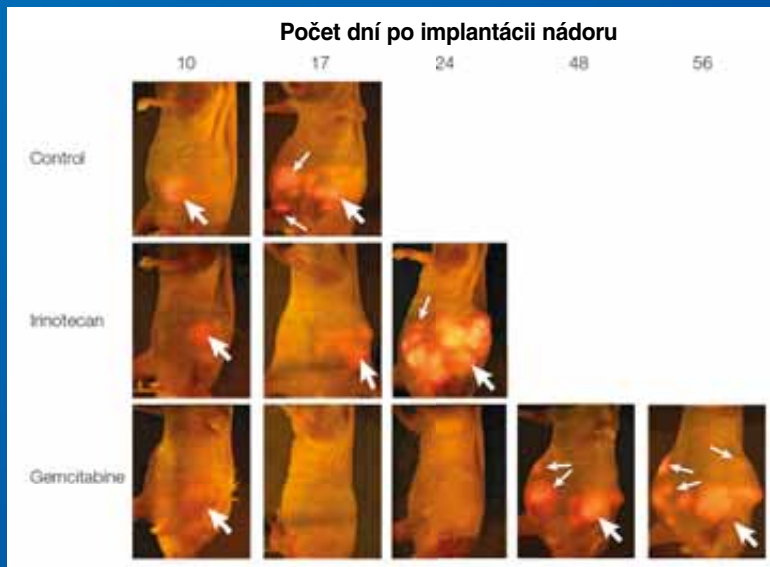 Počet dní po implantácii nádoru
10 17 24 48 56
Control
Irinotecan
Gemcitabine